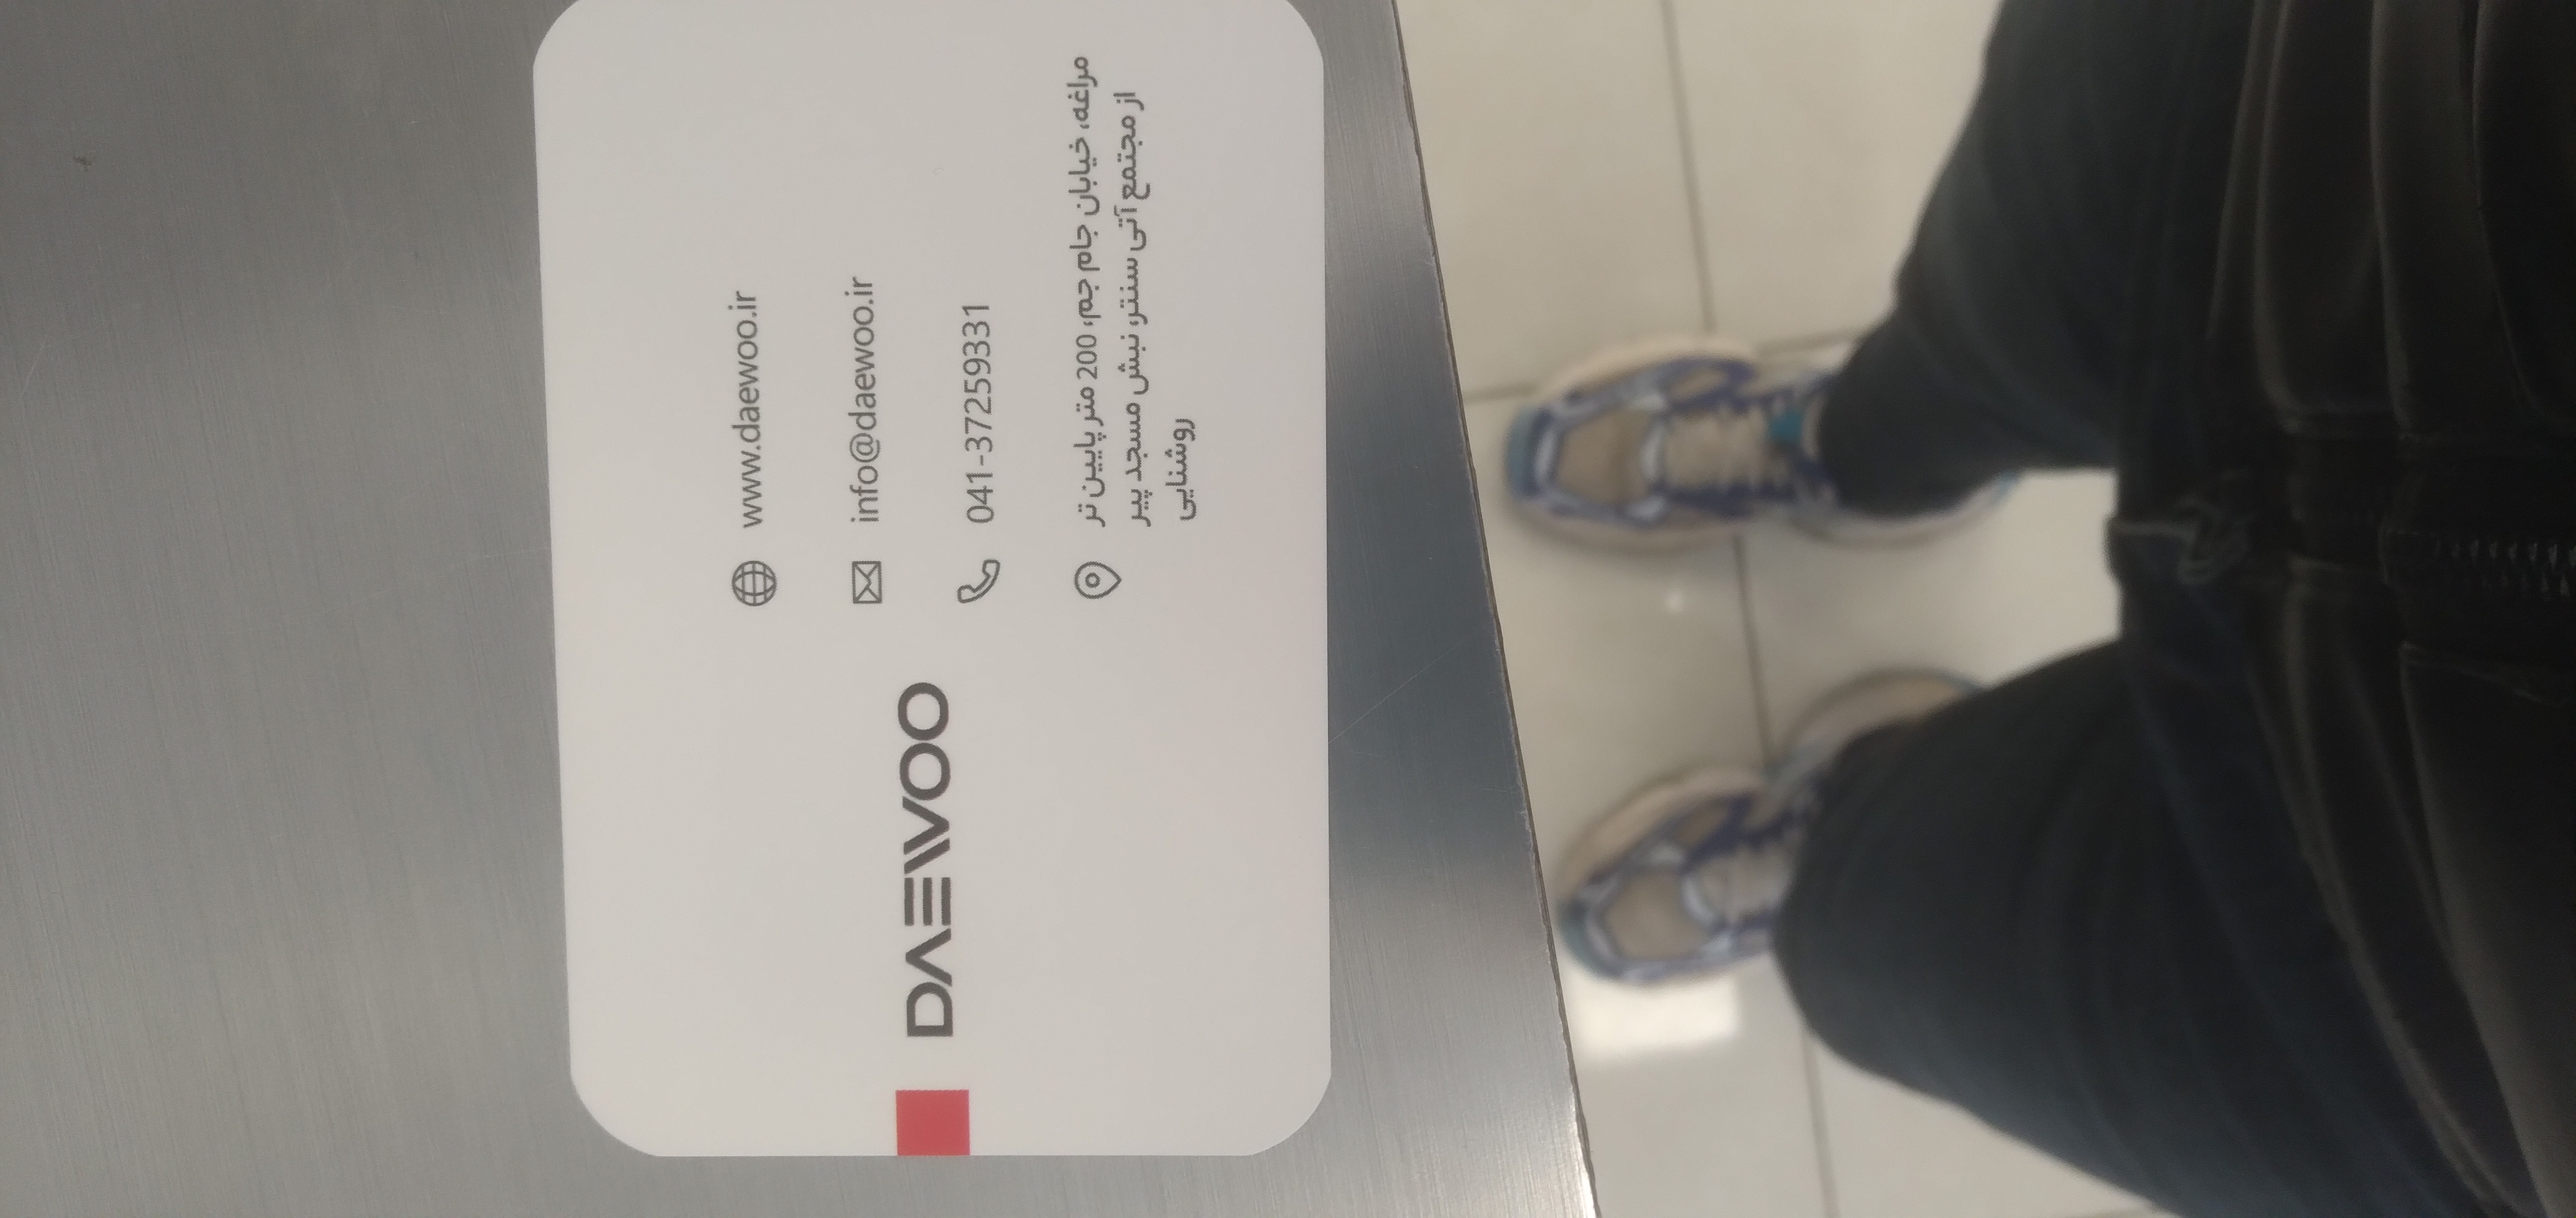 DAEWOO
www.daewoo.ir
info@daewoo.ir
041-37259331
مراغه، خیابان جام جم، 200 متر پایین تر
از مجتمع آتی سنتر، نبش مسجد پیر
روشنایی